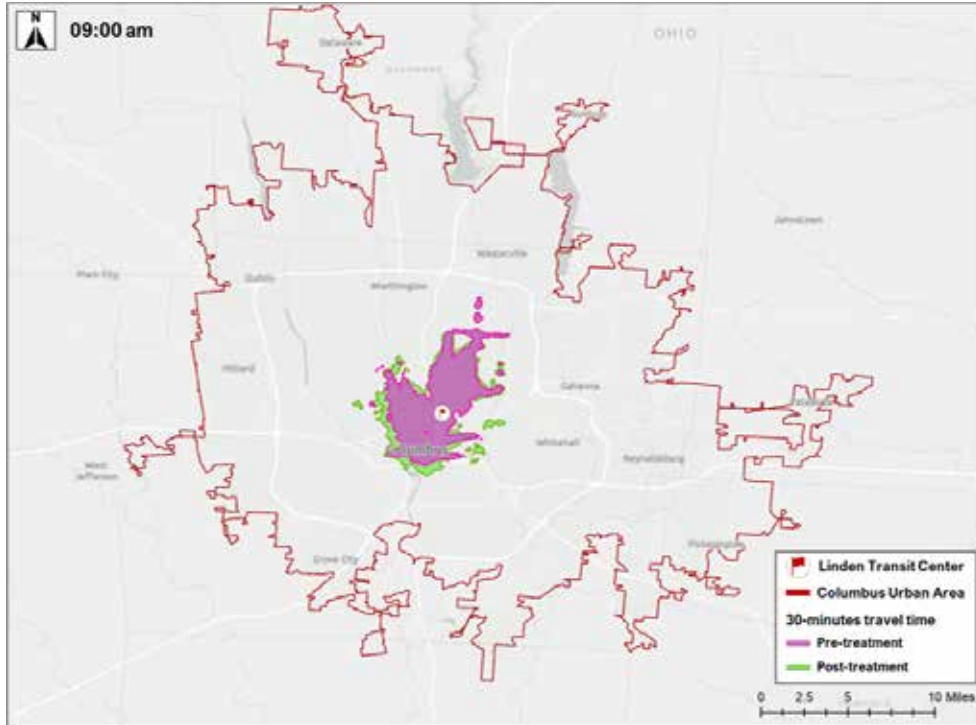 N
09:00 am
OHIO
Delaware
Johnstown
Westerville
Plain City
Dublin
Worthington
Hilliard
Gahanna
Columbus
Whitehall
West
Jefferson
Reynoldsburg
Pickerington
Grove City
Linden Transit Center
Columbus Urban Area
30-minutes travel time
Pre-treatment
Post-treatment
0 2.5 5 10 Miles